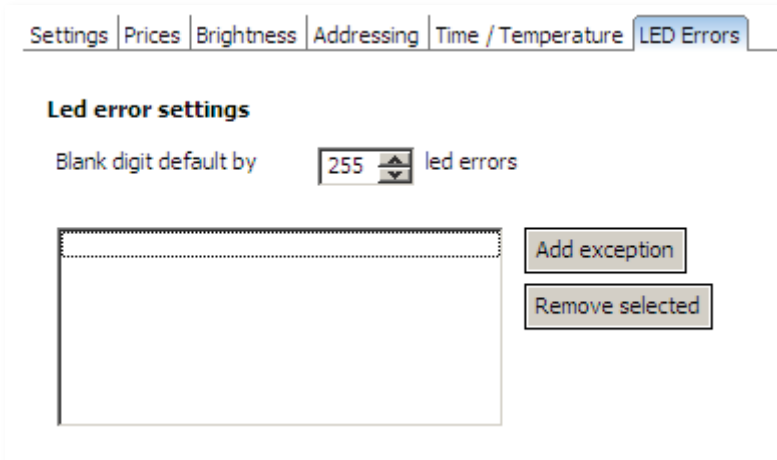 Settings Prices Brightness Addressing Time / Temperature LED Errors
Led error settings
Blank digit default by 255 led errors
Add exception
Remove selected